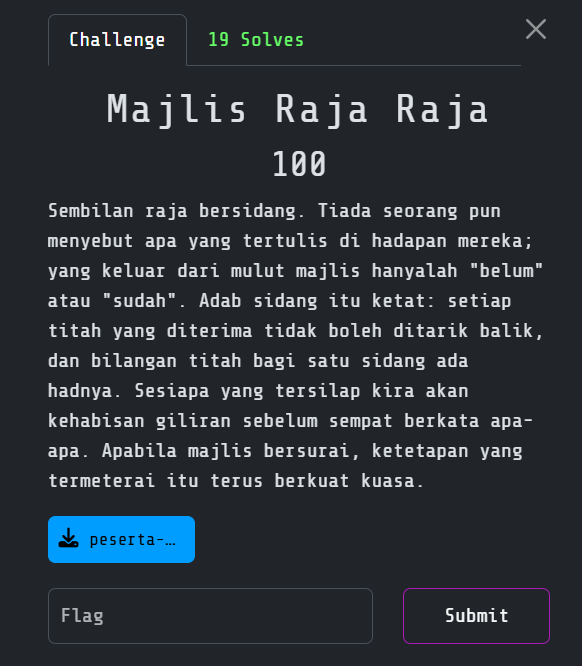 Challenge
19 Solves
Majlis Raja Raja
100
Sembilan raja bersidang. Tiada seorang pun
menyebut apa yang tertulis di hadapan mereka;
yang keluar dari mulut majlis hanyalah "belum"
atau "sudah". Adab sidang itu ketat: setiap
titah yang diterima tidak boleh ditarik balik,
dan bilangan titah bagi satu sidang ada
hadnya. Sesiapa yang tersilap kira akan
kehabisan giliran sebelum sempat berkata apa-
apa. Apabila majlis bersurai, ketetapan yang
termeterai itu terus berkuat kuasa.
peserta-…
Flag
Submit